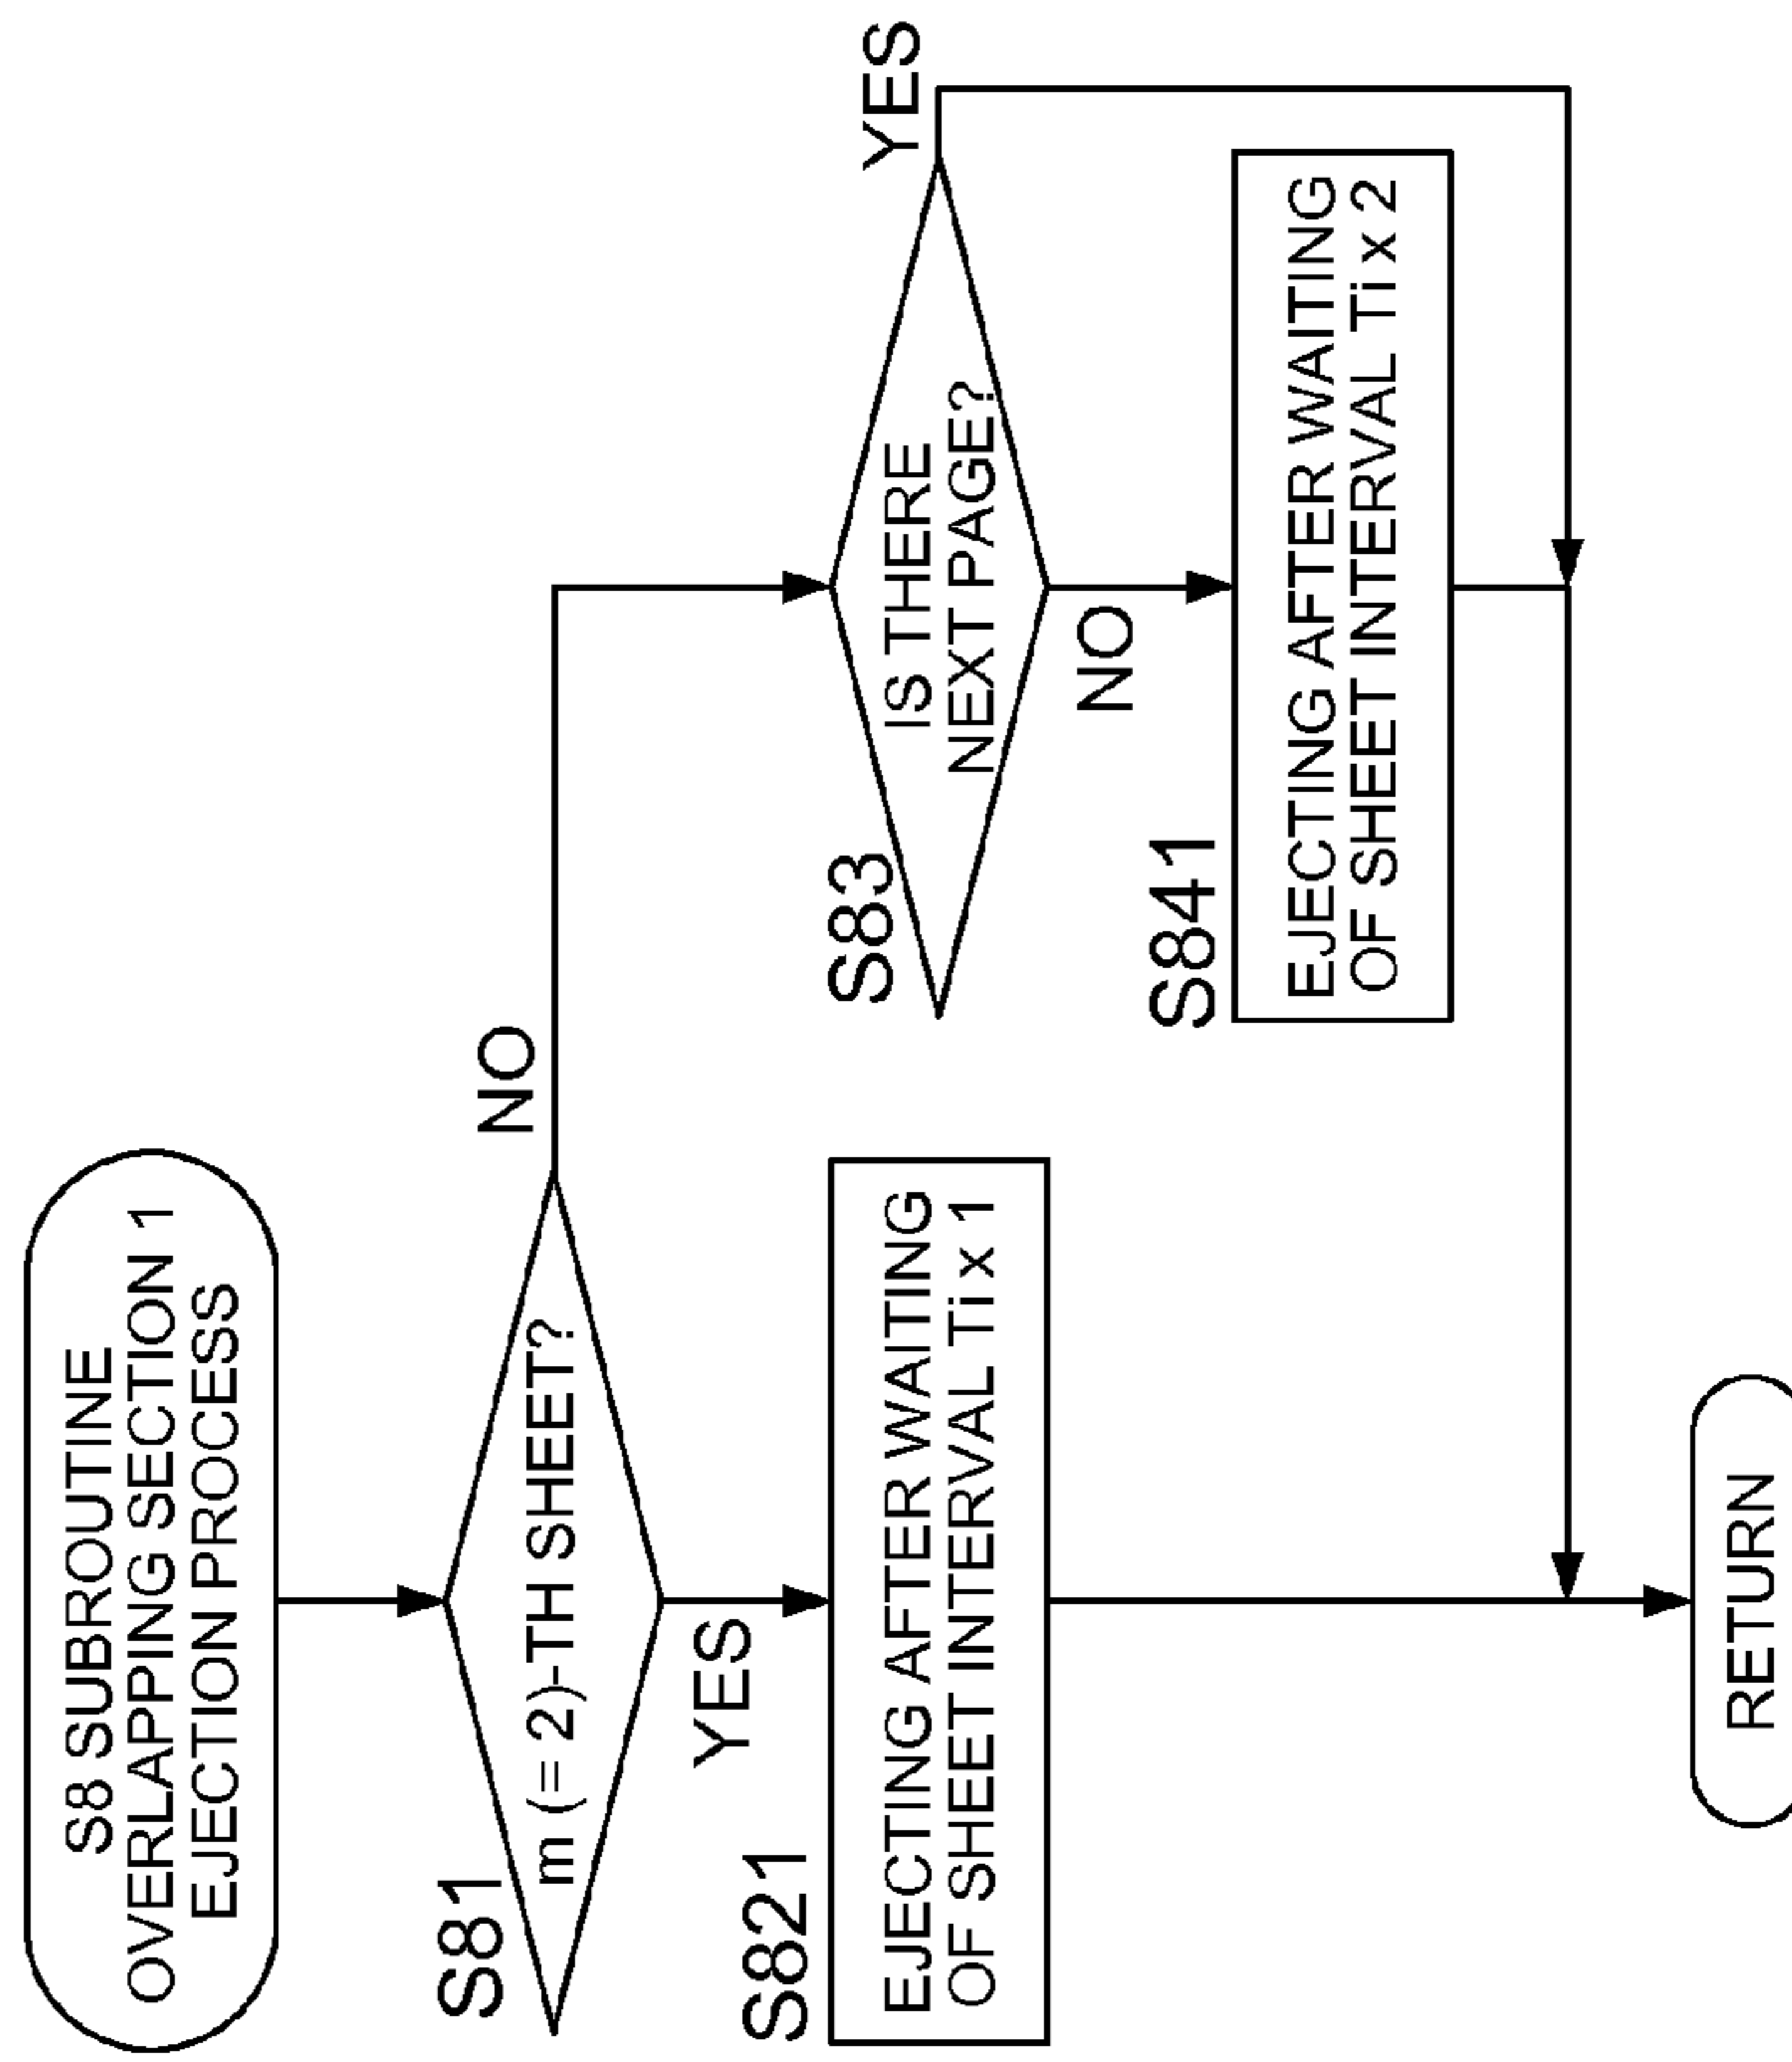 S8 SUBROUTINE
OVERLAPPING SECTION 1
EJECTION PROCESS
S81
m (= 2)-TH SHEET?
NO
YES
S821
EJECTING AFTER WAITING
OF SHEET INTERVAL Ti x 1
S83
IS THERE
NEXT PAGE?
YES
NO
S841
EJECTING AFTER WAITING
OF SHEET INTERVAL Ti x 2
RETURN